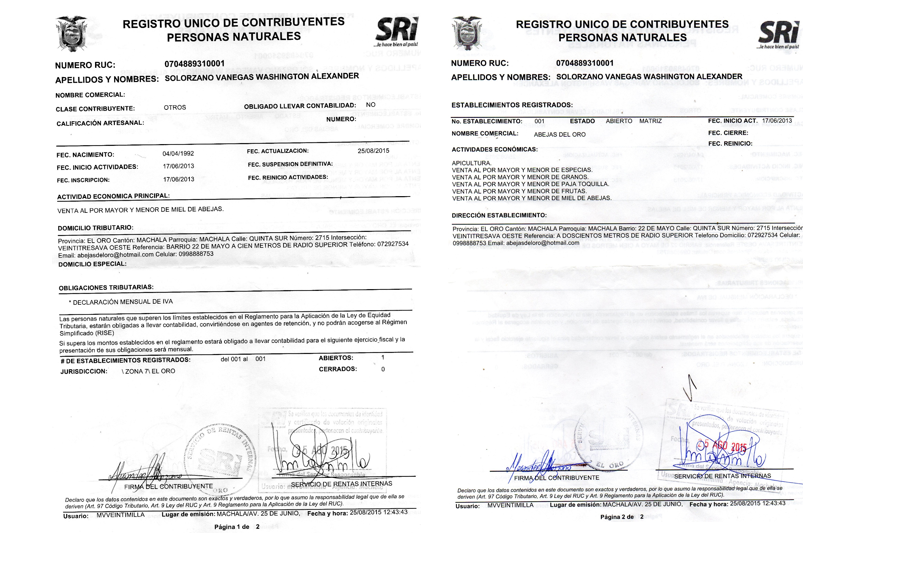 REGISTRO UNICO DE CONTRIBUYENTES
PERSONAS NATURALES
SRi
...le hace bien al país!
NUMERO RUC: 0704889310001
APELLIDOS Y NOMBRES: SOLORZANO VANEGAS WASHINGTON ALEXANDER
NOMBRE COMERCIAL:
CLASE CONTRIBUYENTE: OTROS OBLIGADO LLEVAR CONTABILIDAD: NO
CALIFICACIÓN ARTESANAL: NUMERO:
FEC. NACIMIENTO: 04/04/1992 FEC. ACTUALIZACION: 25/08/2015
FEC. INICIO ACTIVIDADES: 17/06/2013 FEC. SUSPENSION DEFINITIVA:
FEC. INSCRIPCION: 17/06/2013 FEC. REINICIO ACTIVIDADES:
ACTIVIDAD ECONOMICA PRINCIPAL:
VENTA AL POR MAYOR Y MENOR DE MIEL DE ABEJAS.
DOMICILIO TRIBUTARIO:
Provincia: EL ORO Cantón: MACHALA Parroquia: MACHALA Calle: QUINTA SUR Número: 2715 Intersección:
VEINTITRESAVA OESTE Referencia: BARRIO 22 DE MAYO A CIEN METROS DE RADIO SUPERIOR Teléfono: 072927534
Email: abejasdeloro@hotmail.com Celular: 0998888753
DOMICILIO ESPECIAL:
OBLIGACIONES TRIBUTARIAS:
* DECLARACIÓN MENSUAL DE IVA
Las personas naturales que superen los límites establecidos en el Reglamento para la Aplicación de la Ley de Equidad
Tributaria, estarán obligadas a llevar contabilidad, convirtiéndose en agentes de retención, y no podrán acogerse al Régimen
Simplificado (RISE)
Si supera los montos establecidos en el reglamento estará obligado a llevar contabilidad para el siguiente ejercicio fiscal y la
presentación de sus obligaciones será mensual.
# DE ESTABLECIMIENTOS REGISTRADOS: del 001 al 001 ABIERTOS: 1
JURISDICCION: \ ZONA 7\ EL ORO CERRADOS: 0
SERVICIO DE RENTAS INTERNAS
SRi
ORO
AGO 2015
FIRMA DEL CONTRIBUYENTE SERVICIO DE RENTAS INTERNAS
Declaro que los datos contenidos en este documento son exactos y verdaderos, por lo que asumo la responsabilidad legal que de ella se
deriven (Art. 97 Código Tributario, Art. 9 Ley del RUC y Art. 9 Reglamento para la Aplicación de la Ley del RUC).
Usuario: MVVEINTIMILLA Lugar de emisión: MACHALA/AV. 25 DE JUNIO, Fecha y hora: 25/08/2015 12:43:43
Página 1 de 2
REGISTRO UNICO DE CONTRIBUYENTES
PERSONAS NATURALES
SRi
...le hace bien al país!
NUMERO RUC: 0704889310001
APELLIDOS Y NOMBRES: SOLORZANO VANEGAS WASHINGTON ALEXANDER
ESTABLECIMIENTOS REGISTRADOS:
No. ESTABLECIMIENTO: 001 ESTADO ABIERTO MATRIZ FEC. INICIO ACT. 17/06/2013
NOMBRE COMERCIAL: ABEJAS DEL ORO FEC. CIERRE:
FEC. REINICIO:
ACTIVIDADES ECONÓMICAS:
APICULTURA.
VENTA AL POR MAYOR Y MENOR DE ESPECIAS.
VENTA AL POR MAYOR Y MENOR DE GRANOS.
VENTA AL POR MAYOR Y MENOR DE PAJA TOQUILLA.
VENTA AL POR MAYOR Y MENOR DE FRUTAS.
VENTA AL POR MAYOR Y MENOR DE MIEL DE ABEJAS.
DIRECCIÓN ESTABLECIMIENTO:
Provincia: EL ORO Cantón: MACHALA Parroquia: MACHALA Barrio: 22 DE MAYO Calle: QUINTA SUR Número: 2715 Intersección
VEINTITRESAVA OESTE Referencia: A DOSCIENTOS METROS DE RADIO SUPERIOR Telefono Domicilio: 072927534 Celular:
0998888753 Email: abejasdeloro@hotmail.com
EL ORO
AGO 2015
FIRMA DEL CONTRIBUYENTE SERVICIO DE RENTAS INTERNAS
Declaro que los datos contenidos en este documento son exactos y verdaderos, por lo que asumo la responsabilidad legal que de ella se
deriven (Art. 97 Código Tributario, Art. 9 Ley del RUC y Art. 9 Reglamento para la Aplicación de la Ley del RUC).
Usuario: MVVEINTIMILLA Lugar de emisión: MACHALA/AV. 25 DE JUNIO, Fecha y hora: 25/08/2015 12:43:43
Página 2 de 2